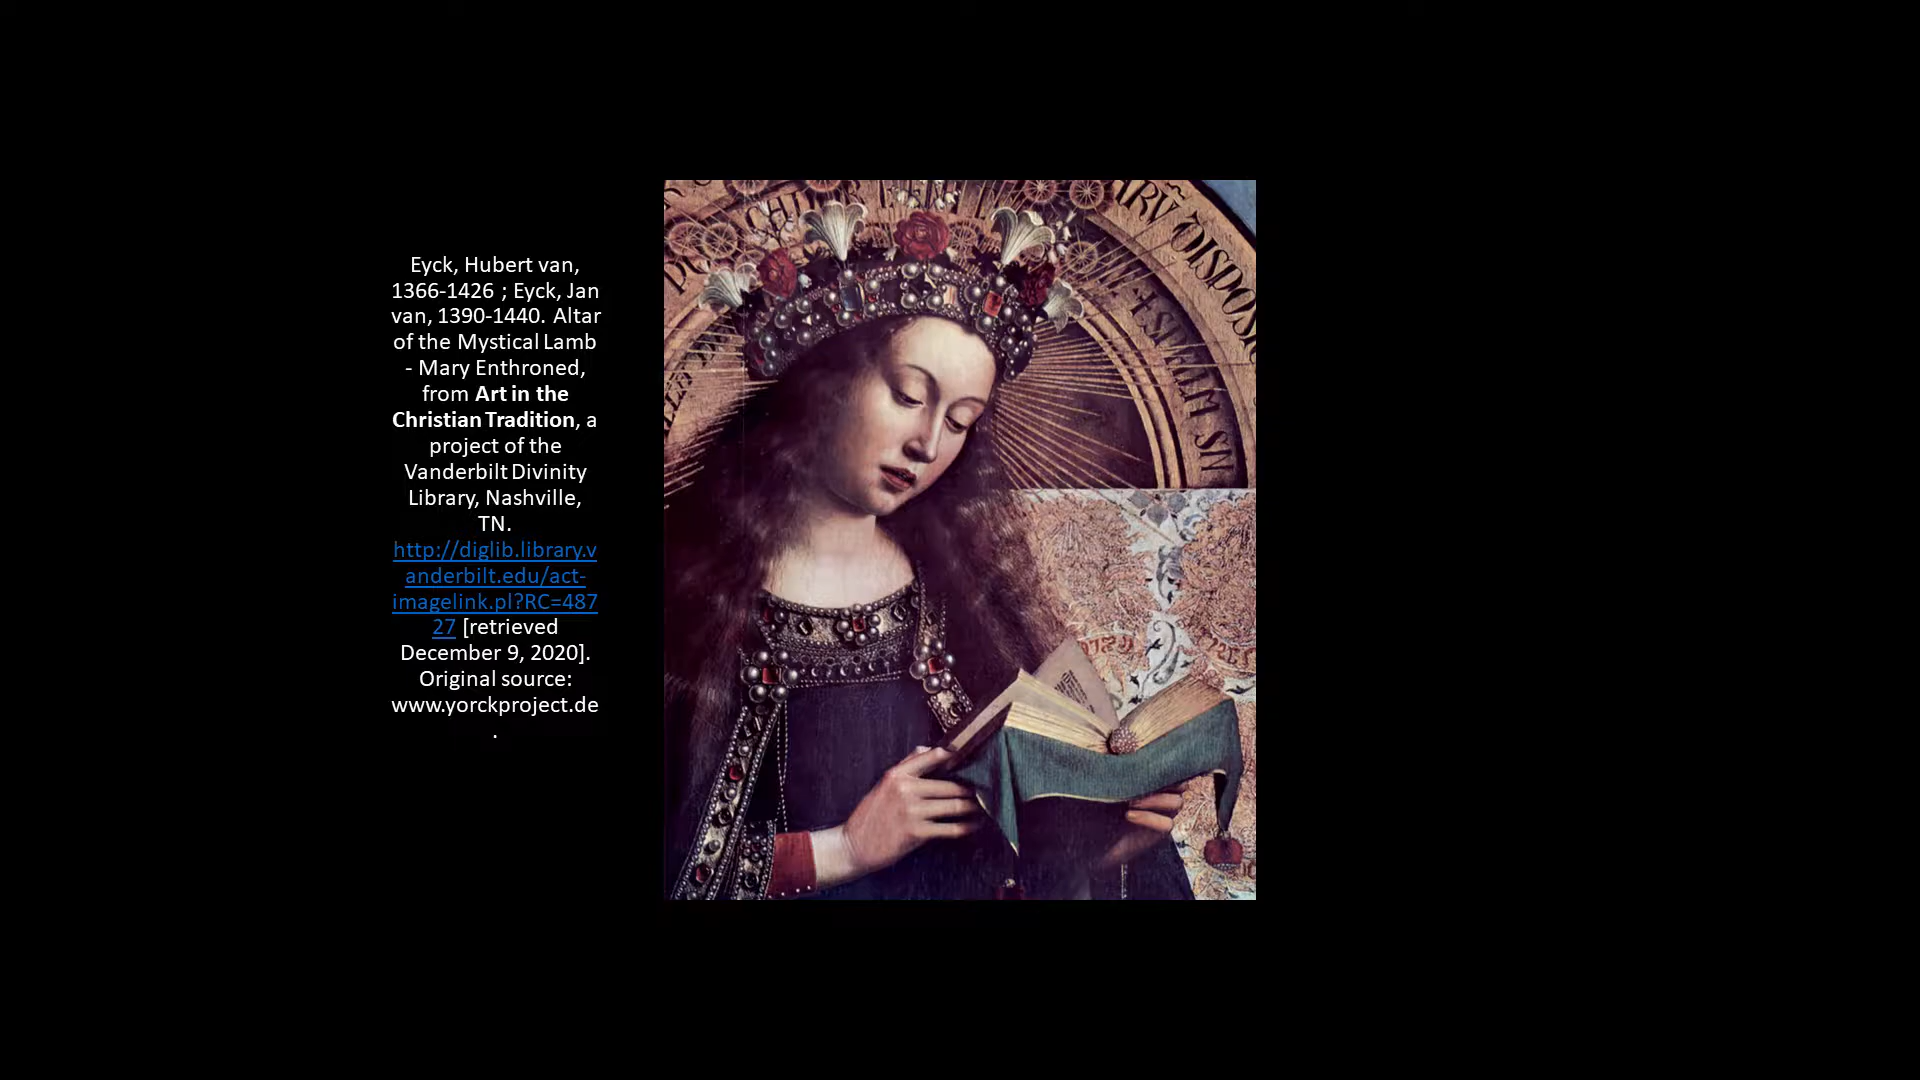 Eyck, Hubert van,
1366-1426 ; Eyck, Jan
van, 1390-1440. Altar
of the Mystical Lamb
- Mary Enthroned,
from Art in the
Christian Tradition, a
project of the
Vanderbilt Divinity
Library, Nashville,
TN.
http://diglib.library.v
anderbilt.edu/act-
imagelink.pl?RC=487
27 [retrieved
December 9, 2020].
Original source:
www.yorckproject.de
.
DISPOSI